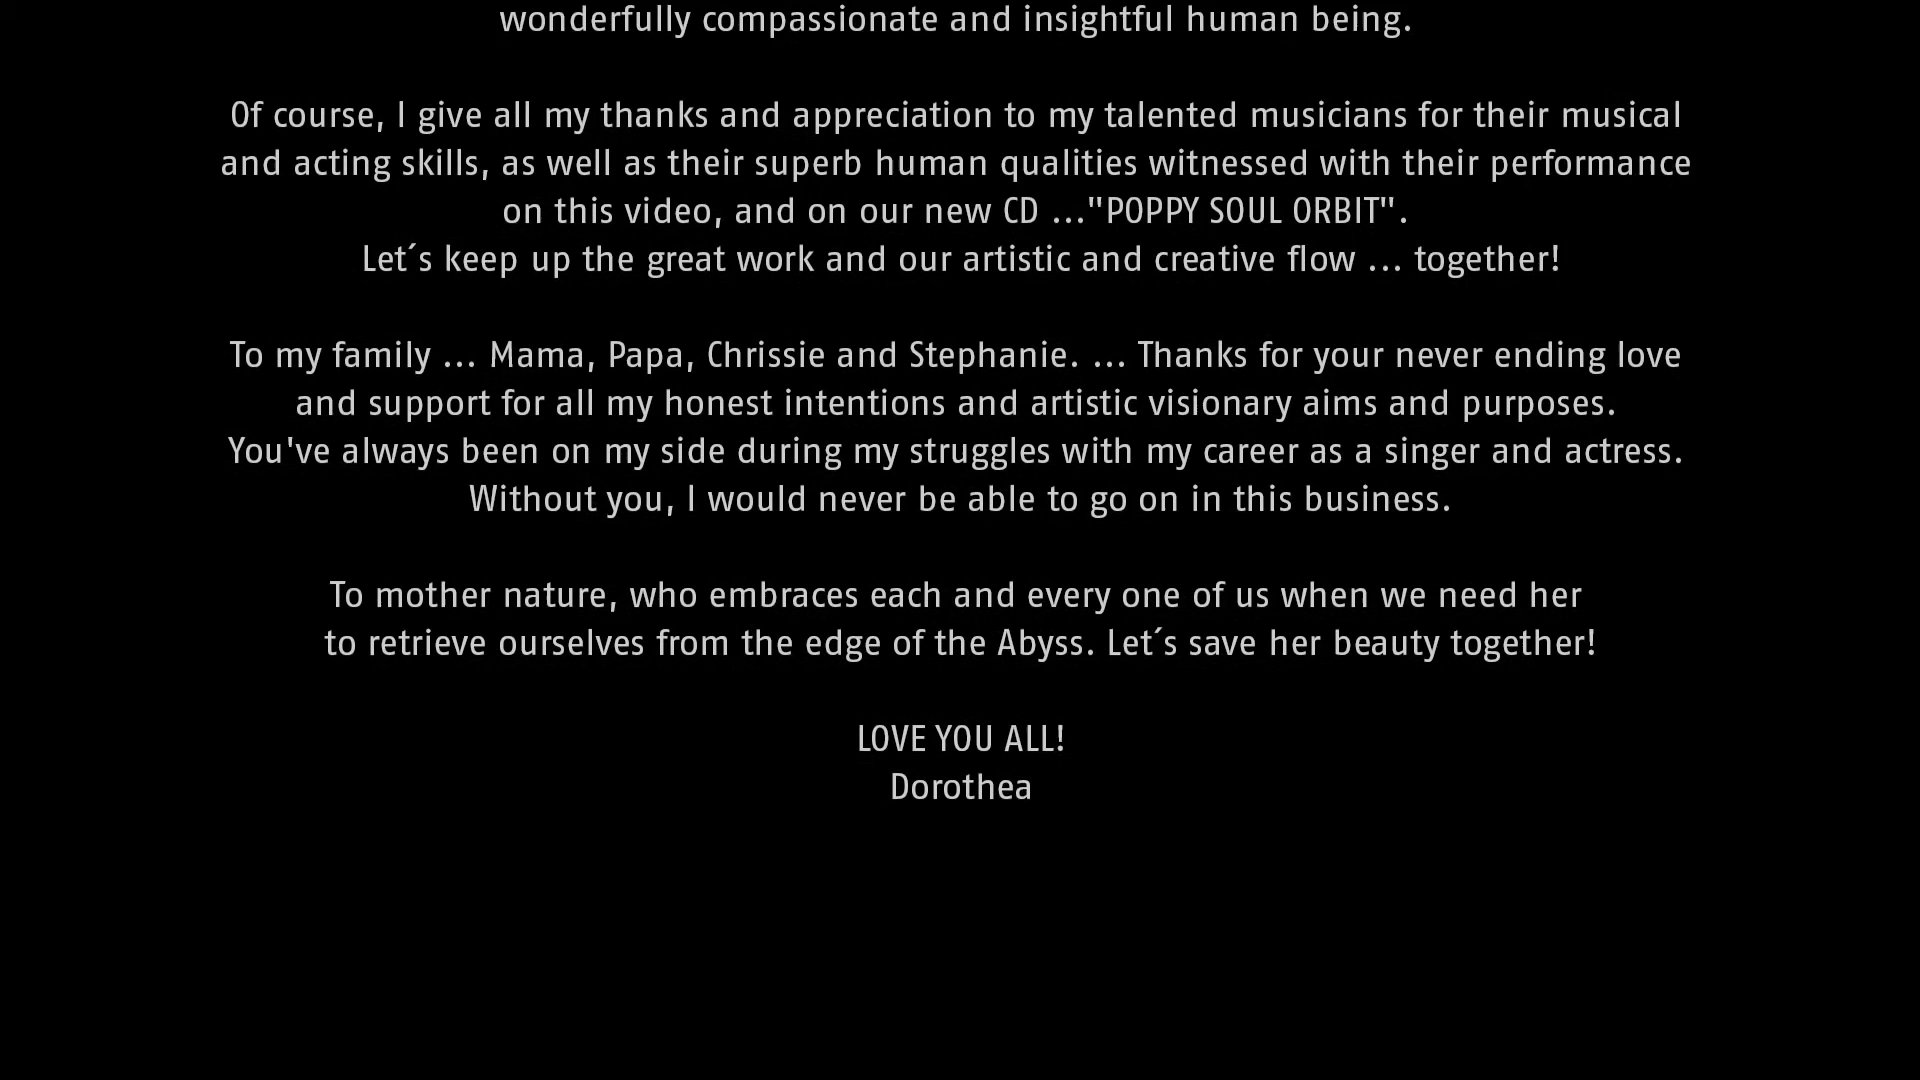 wonderfully compassionate and insightful human being.
Of course, I give all my thanks and appreciation to my talented musicians for their musical
and acting skills, as well as their superb human qualities witnessed with their performance
on this video, and on our new CD ..."POPPY SOUL ORBIT".
Let´s keep up the great work and our artistic and creative flow ... together!
To my family ... Mama, Papa, Chrissie and Stephanie. ... Thanks for your never ending love
and support for all my honest intentions and artistic visionary aims and purposes.
You've always been on my side during my struggles with my career as a singer and actress.
Without you, I would never be able to go on in this business.
To mother nature, who embraces each and every one of us when we need her
to retrieve ourselves from the edge of the Abyss. Let´s save her beauty together!
LOVE YOU ALL!
Dorothea